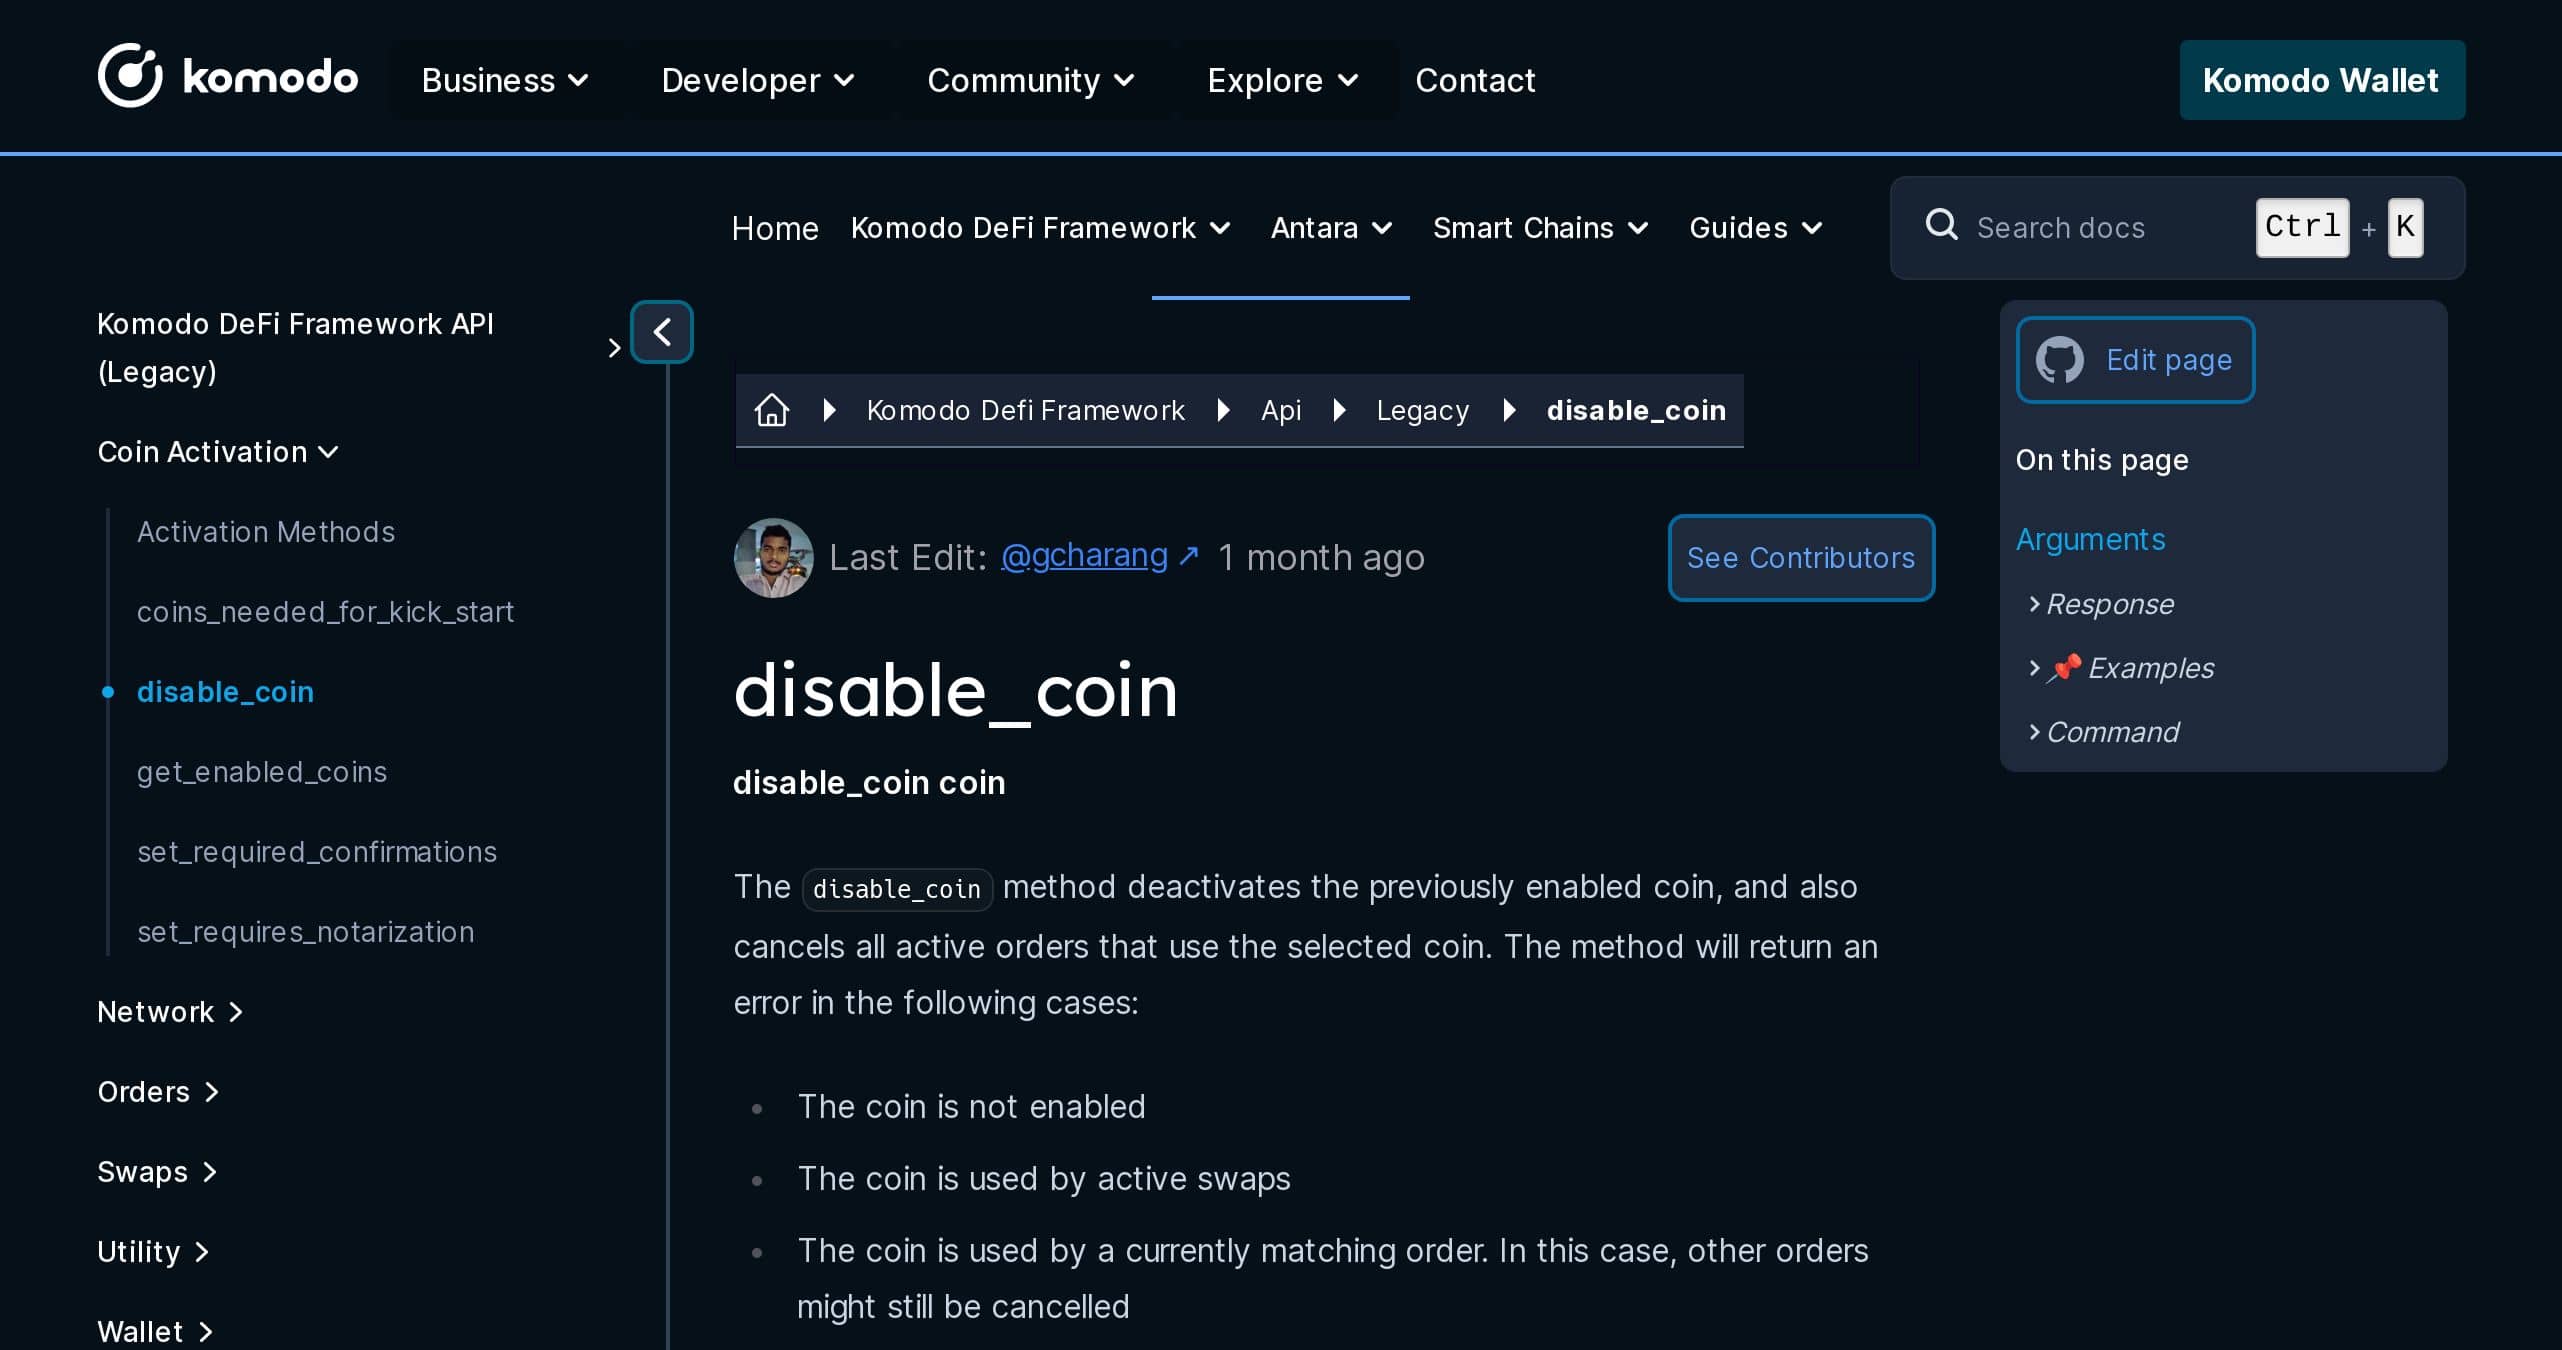 komodo Business Developer Community Explore Contact Komodo Wallet
Home Komodo DeFi Framework Antara Smart Chains Guides Search docs Ctrl + K
Komodo DeFi Framework API
(Legacy)
Coin Activation
Activation Methods
coins_needed_for_kick_start
disable_coin
get_enabled_coins
set_required_confirmations
set_requires_notarization
Network
Orders
Swaps
Utility
Wallet
Komodo Defi Framework Api Legacy disable_coin
Last Edit: @gcharang ↗ 1 month ago See Contributors
disable_coin
disable_coin coin
The disable_coin method deactivates the previously enabled coin, and also
cancels all active orders that use the selected coin. The method will return an
error in the following cases:
• The coin is not enabled
• The coin is used by active swaps
• The coin is used by a currently matching order. In this case, other orders
might still be cancelled
Edit page
On this page
Arguments
Response
📌 Examples
Command